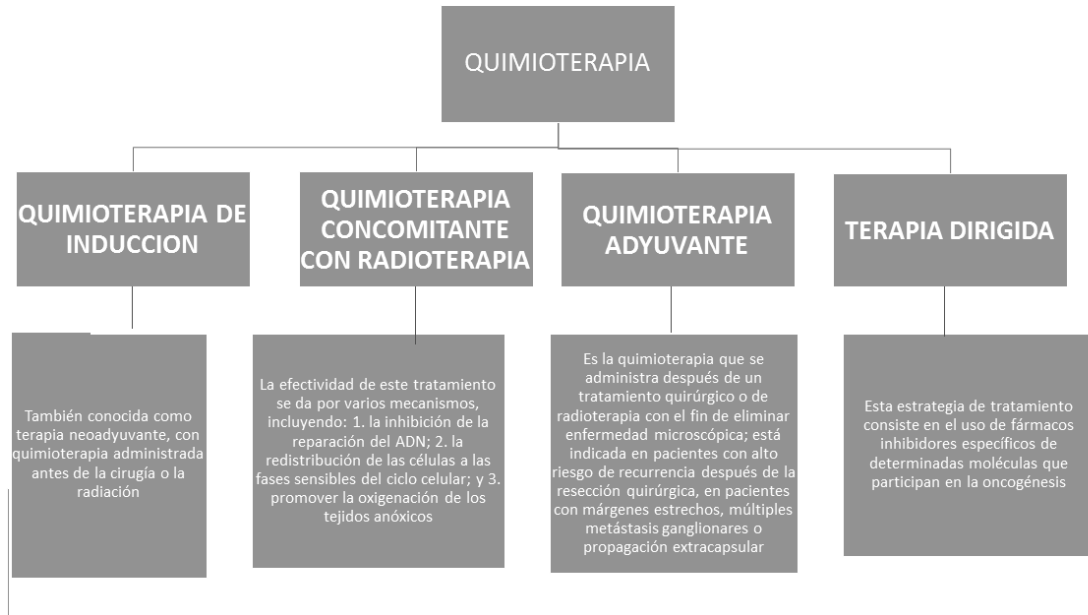 QUIMIOTERAPIA
QUIMIOTERAPIA DE
INDUCCION
QUIMIOTERAPIA
CONCOMITANTE
CON RADIOTERAPIA
QUIMIOTERAPIA
ADYUVANTE
TERAPIA DIRIGIDA
También conocida como
terapia neoadyuvante, con
quimioterapia administrada
antes de la cirugía o la
radiación
La efectividad de este tratamiento
se da por varios mecanismos,
incluyendo: 1. la inhibición de la
reparación del ADN; 2. la
redistribución de las células a las
fases sensibles del ciclo celular; y 3.
promover la oxigenación de los
tejidos anóxicos
Es la quimioterapia que se
administra después de un
tratamiento quirúrgico o de
radioterapia con el fin de eliminar
enfermedad microscópica; está
indicada en pacientes con alto
riesgo de recurrencia después de la
resección quirúrgica, en pacientes
con márgenes estrechos, múltiples
metástasis ganglionares o
propagación extracapsular
Esta estrategia de tratamiento
consiste en el uso de fármacos
inhibidores específicos de
determinadas moléculas que
participan en la oncogénesis